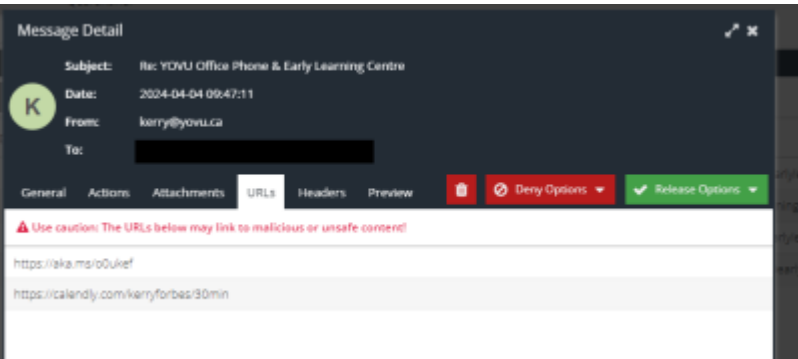 Message Detail
Subject: Re: YOVU Office Phone & Early Learning Centre
Date: 2024-04-04 09:47:11
K
From: kerry@yovu.ca
To:
General Actions Attachments URLs Headers Preview Deny Options Release Options
Use caution: The URLs below may link to malicious or unsafe content!
https://aka.ms/o0ukef
https://calendly.com/kerryforbes/30min